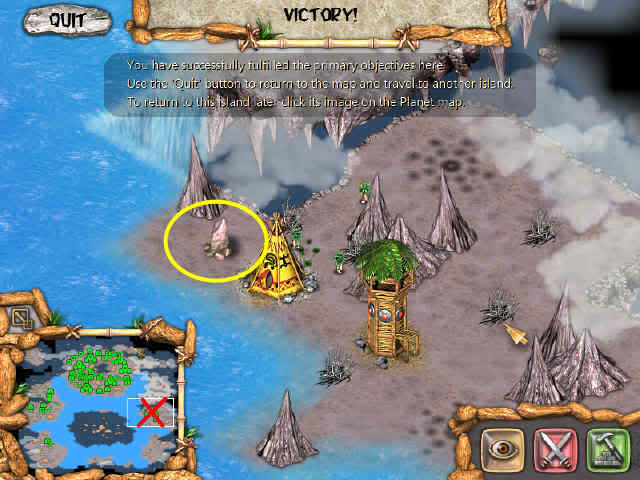 QUIT
VICTORY!
You have successfully fulfilled the primary objectives here.
Use the 'Quit' button to return to the map and travel to another island.
To return to this island later click its image on the Planet map.